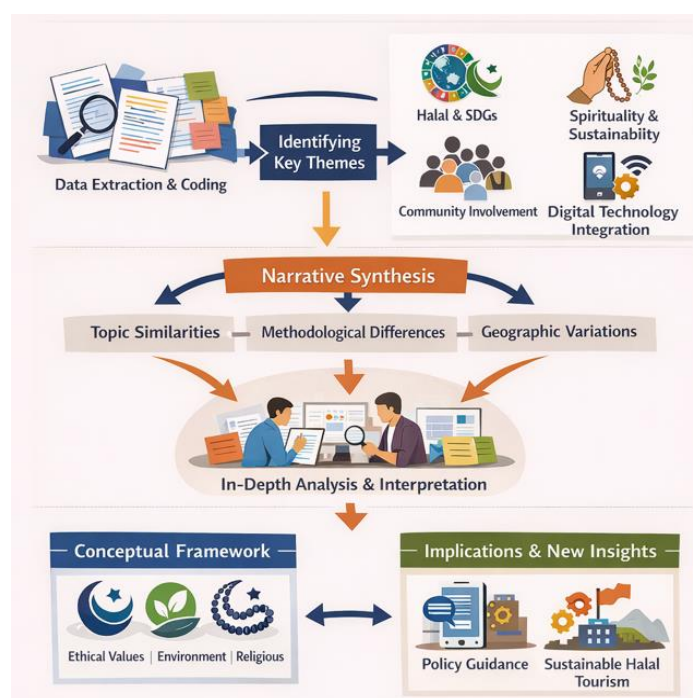 Data Extraction & Coding
Identifying
Key Themes
Halal & SDGs
Spirituality &
Sustainability
Community Involvement
Digital Technology
Integration
Narrative Synthesis
Topic Similarities
Methodological Differences
Geographic Variations
In-Depth Analysis & Interpretation
Conceptual Framework
Ethical Values | Environment | Religious
Implications & New Insights
Policy Guidance
Sustainable Halal
Tourism